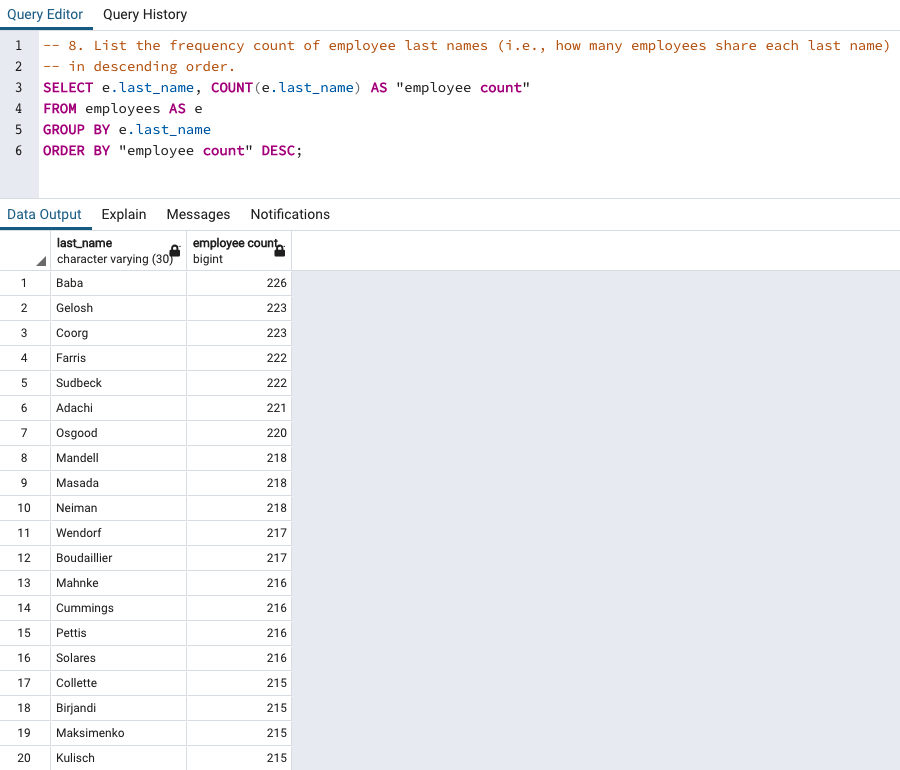 Query Editor Query History
1 -- 8. List the frequency count of employee last names (i.e., how many employees share each last name)
2 -- in descending order.
3 SELECT e.last_name, COUNT(e.last_name) AS "employee count"
4 FROM employees AS e
5 GROUP BY e.last_name
6 ORDER BY "employee count" DESC;
Data Output Explain Messages Notifications
last_name employee count
character varying (30) bigint
1 Baba 226
2 Gelosh 223
3 Coorg 223
4 Farris 222
5 Sudbeck 222
6 Adachi 221
7 Osgood 220
8 Mandell 218
9 Masada 218
10 Neiman 218
11 Wendorf 217
12 Boudaillier 217
13 Mahnke 216
14 Cummings 216
15 Pettis 216
16 Solares 216
17 Collette 215
18 Birjandi 215
19 Maksimenko 215
20 Kulisch 215